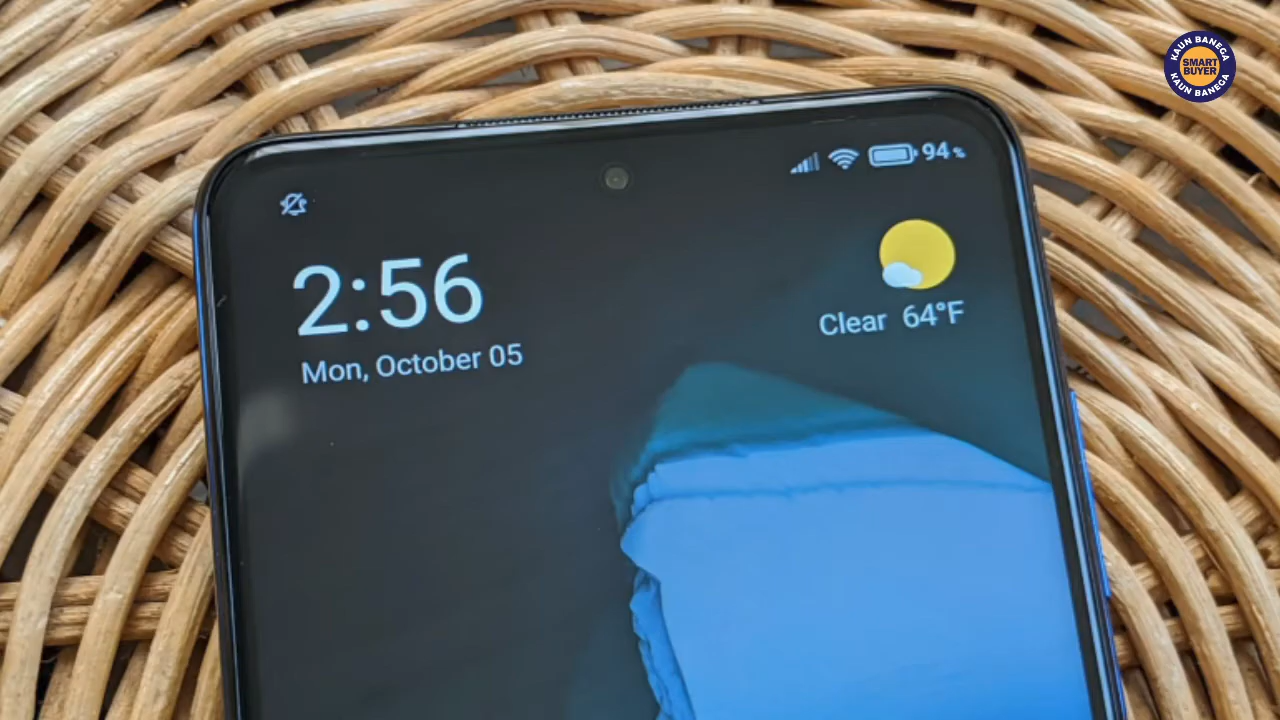 KAUN BANEGA
SMART
BUYER
KAUN BANEGA
94%
2:56
Mon, October 05
Clear 64°F